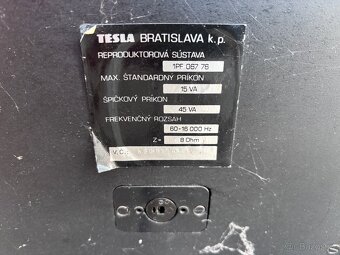 TESLA BRATISLAVA k.p.
REPRODUKTOROVÁ SÚSTAVA
1PF 067 76
MAX. ŠTANDARDNÝ PRÍKON
15 VA
ŠPIČKOVÝ PRÍKON
45 VA
FREKVENČNÝ ROZSAH
60-16 000 Hz
Z= 8 Ohm
V.Č.